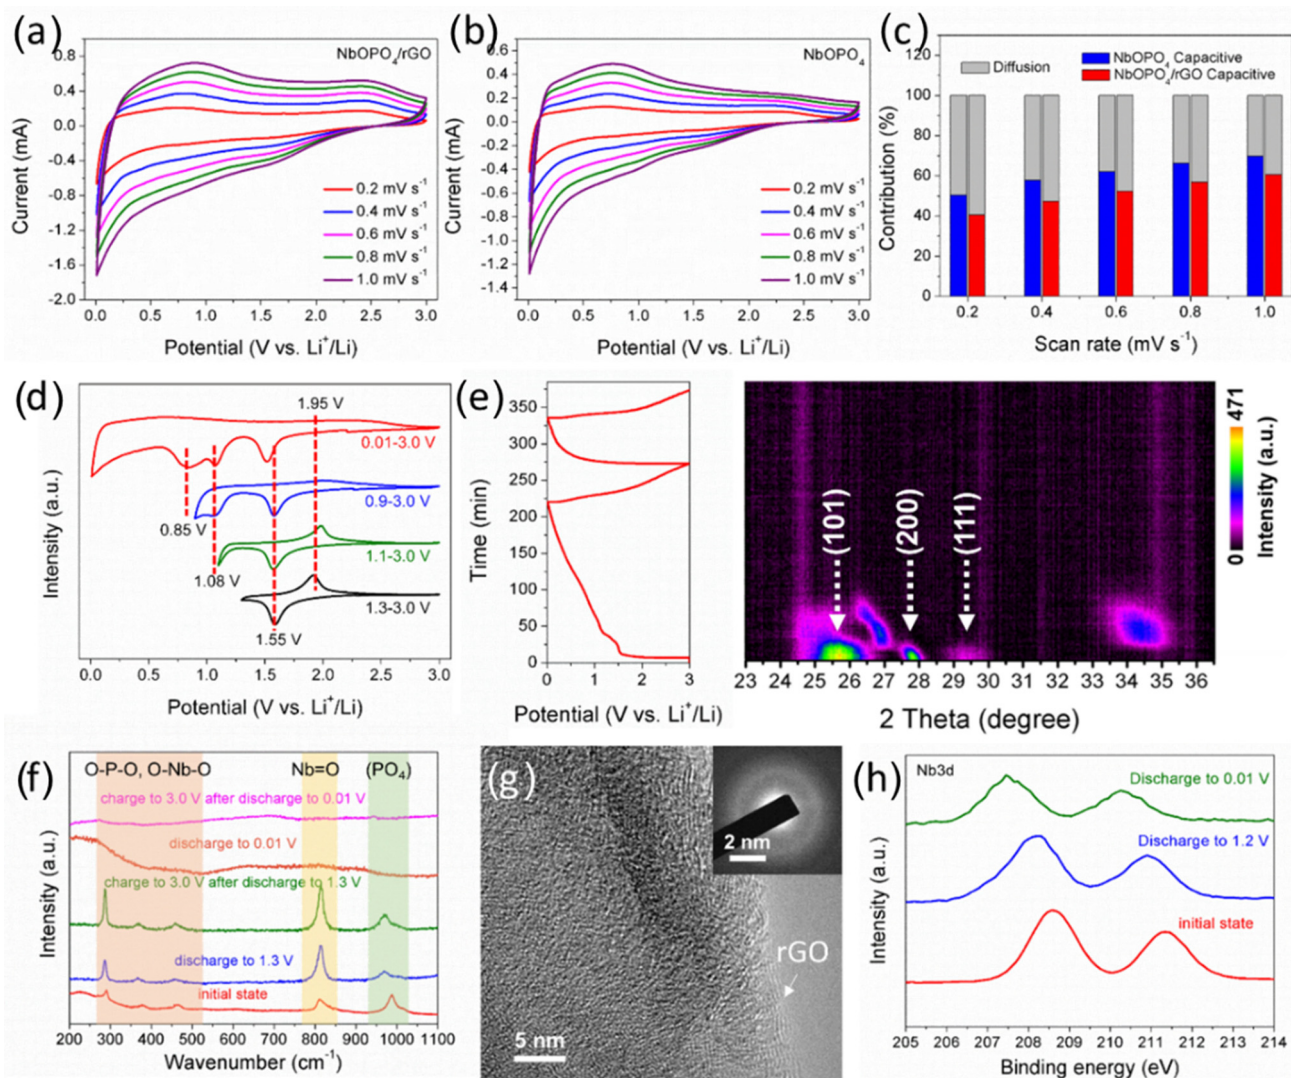 (a)
NbOPO₄/rGO
Current (mA)
0.8
0.4
0.0
-0.4
-0.8
-1.2
-1.6
-2.0
0.2 mV s⁻¹
0.4 mV s⁻¹
0.6 mV s⁻¹
0.8 mV s⁻¹
1.0 mV s⁻¹
0.0 0.5 1.0 1.5 2.0 2.5 3.0
Potential (V vs. Li⁺/Li)
(b)
NbOPO₄
Current (mA)
0.6
0.4
0.2
0.0
-0.2
-0.4
-0.6
-0.8
-1.0
-1.2
-1.4
0.2 mV s⁻¹
0.4 mV s⁻¹
0.6 mV s⁻¹
0.8 mV s⁻¹
1.0 mV s⁻¹
0.0 0.5 1.0 1.5 2.0 2.5 3.0
Potential (V vs. Li⁺/Li)
(c)
Contribution (%)
120
100
80
60
40
20
0
Diffusion
NbOPO₄ Capacitive
NbOPO₄/rGO Capacitive
0.2 0.4 0.6 0.8 1.0
Scan rate (mV s⁻¹)
(d)
Intensity (a.u.)
1.95 V
0.01-3.0 V
0.9-3.0 V
0.85 V
1.1-3.0 V
1.08 V
1.3-3.0 V
1.55 V
0.0 0.5 1.0 1.5 2.0 2.5 3.0
Potential (V vs. Li⁺/Li)
(e)
Time (min)
350
300
250
200
150
100
50
0
0 1 2 3
Potential (V vs. Li⁺/Li)
(101)
(200)
(111)
23 24 25 26 27 28 29 30 31 32 33 34 35 36
2 Theta (degree)
0 471
Intensity (a.u.)
(f)
O-P-O, O-Nb-O
Nb=O
(PO₄)
Intensity (a.u.)
charge to 3.0 V after discharge to 0.01 V
discharge to 0.01 V
charge to 3.0 V after discharge to 1.3 V
discharge to 1.3 V
initial state
200 300 400 500 600 700 800 900 1000 1100
Wavenumber (cm⁻¹)
(g)
2 nm
rGO
5 nm
(h)
Nb3d
Intensity (a.u.)
Discharge to 0.01 V
Discharge to 1.2 V
initial state
205 206 207 208 209 210 211 212 213 214
Binding energy (eV)